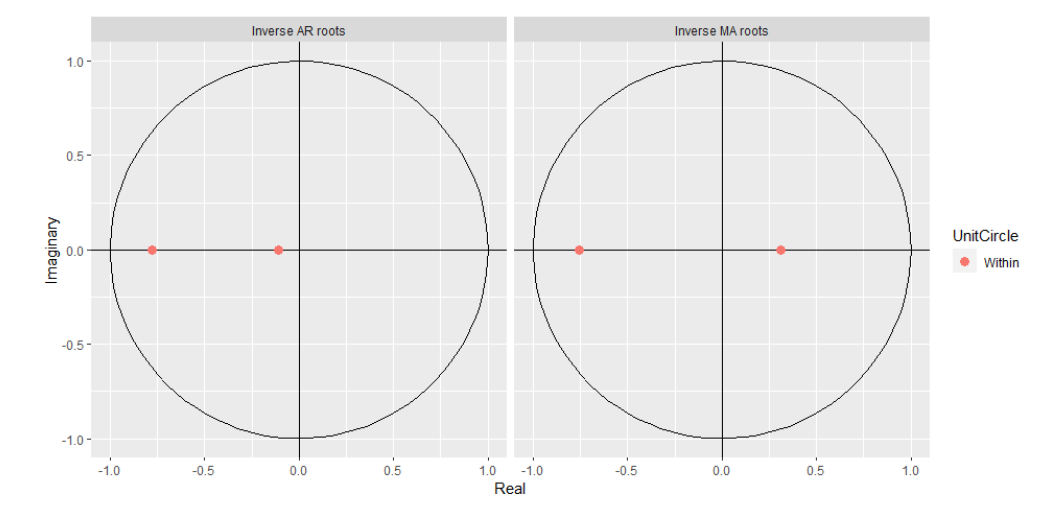 Inverse AR roots
Inverse MA roots
Imaginary
1.0
0.5
0.0
-0.5
-1.0
-1.0 -0.5 0.0 0.5 1.0
-1.0 -0.5 0.0 0.5 1.0
Real
UnitCircle
Within